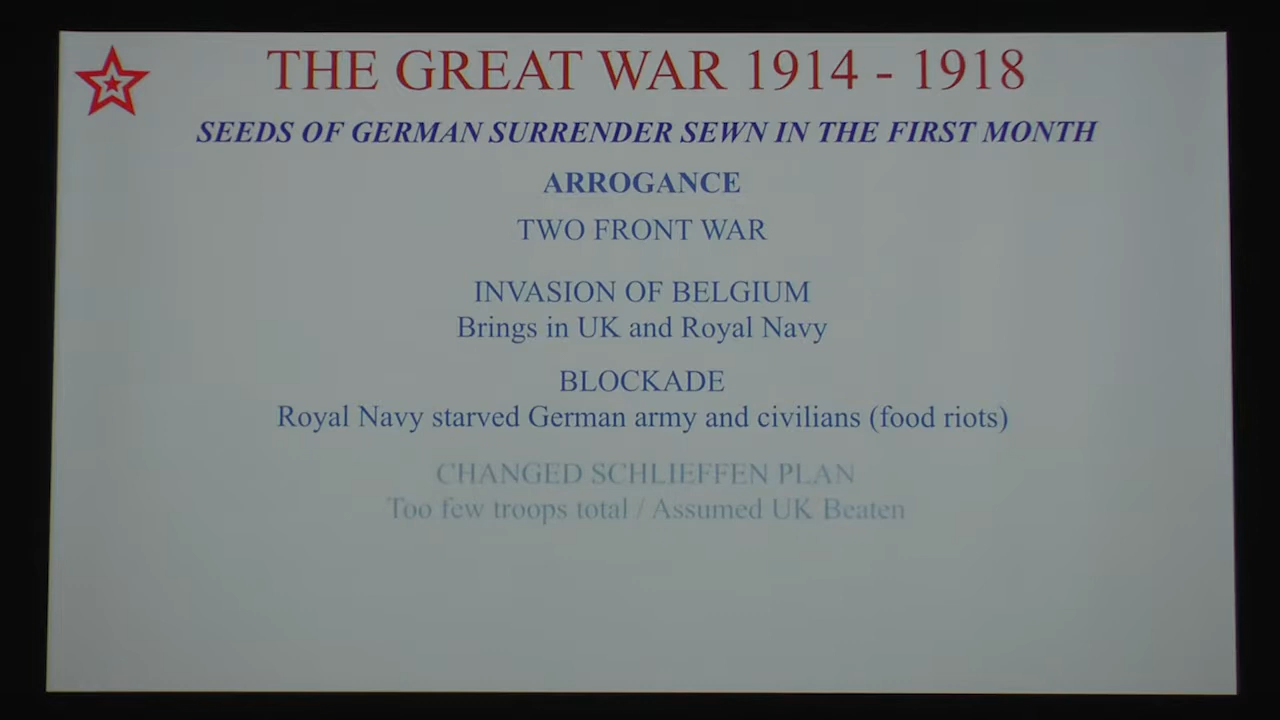 THE GREAT WAR 1914 - 1918
SEEDS OF GERMAN SURRENDER SEWN IN THE FIRST MONTH
ARROGANCE
TWO FRONT WAR
INVASION OF BELGIUM
Brings in UK and Royal Navy
BLOCKADE
Royal Navy starved German army and civilians (food riots)
CHANGED SCHLIEFFEN PLAN
Too few troops total / Assumed UK Beaten